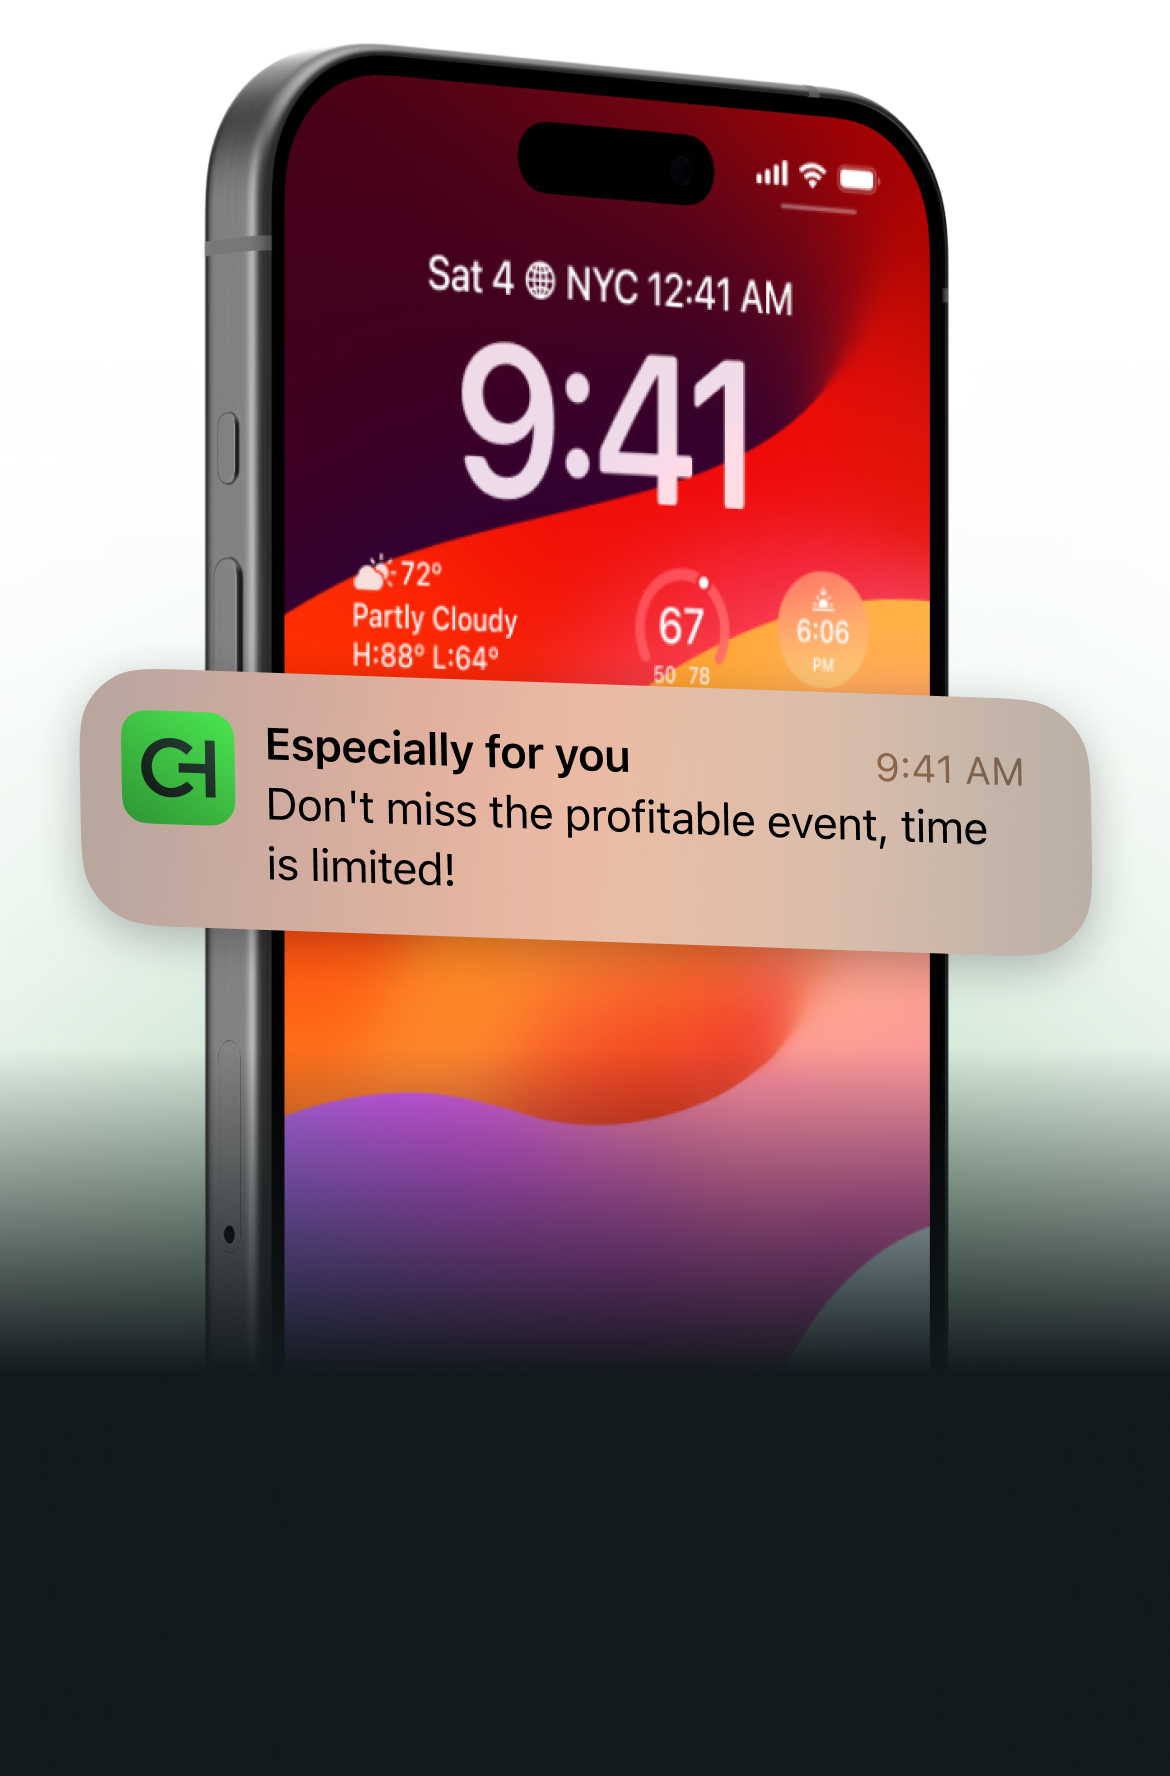 Sat 4 NYC 12:41 AM
9:41
72°
Partly Cloudy
H:88° L:64°
67
50 78
6:06
PM
CH
Especially for you
9:41 AM
Don't miss the profitable event, time
is limited!